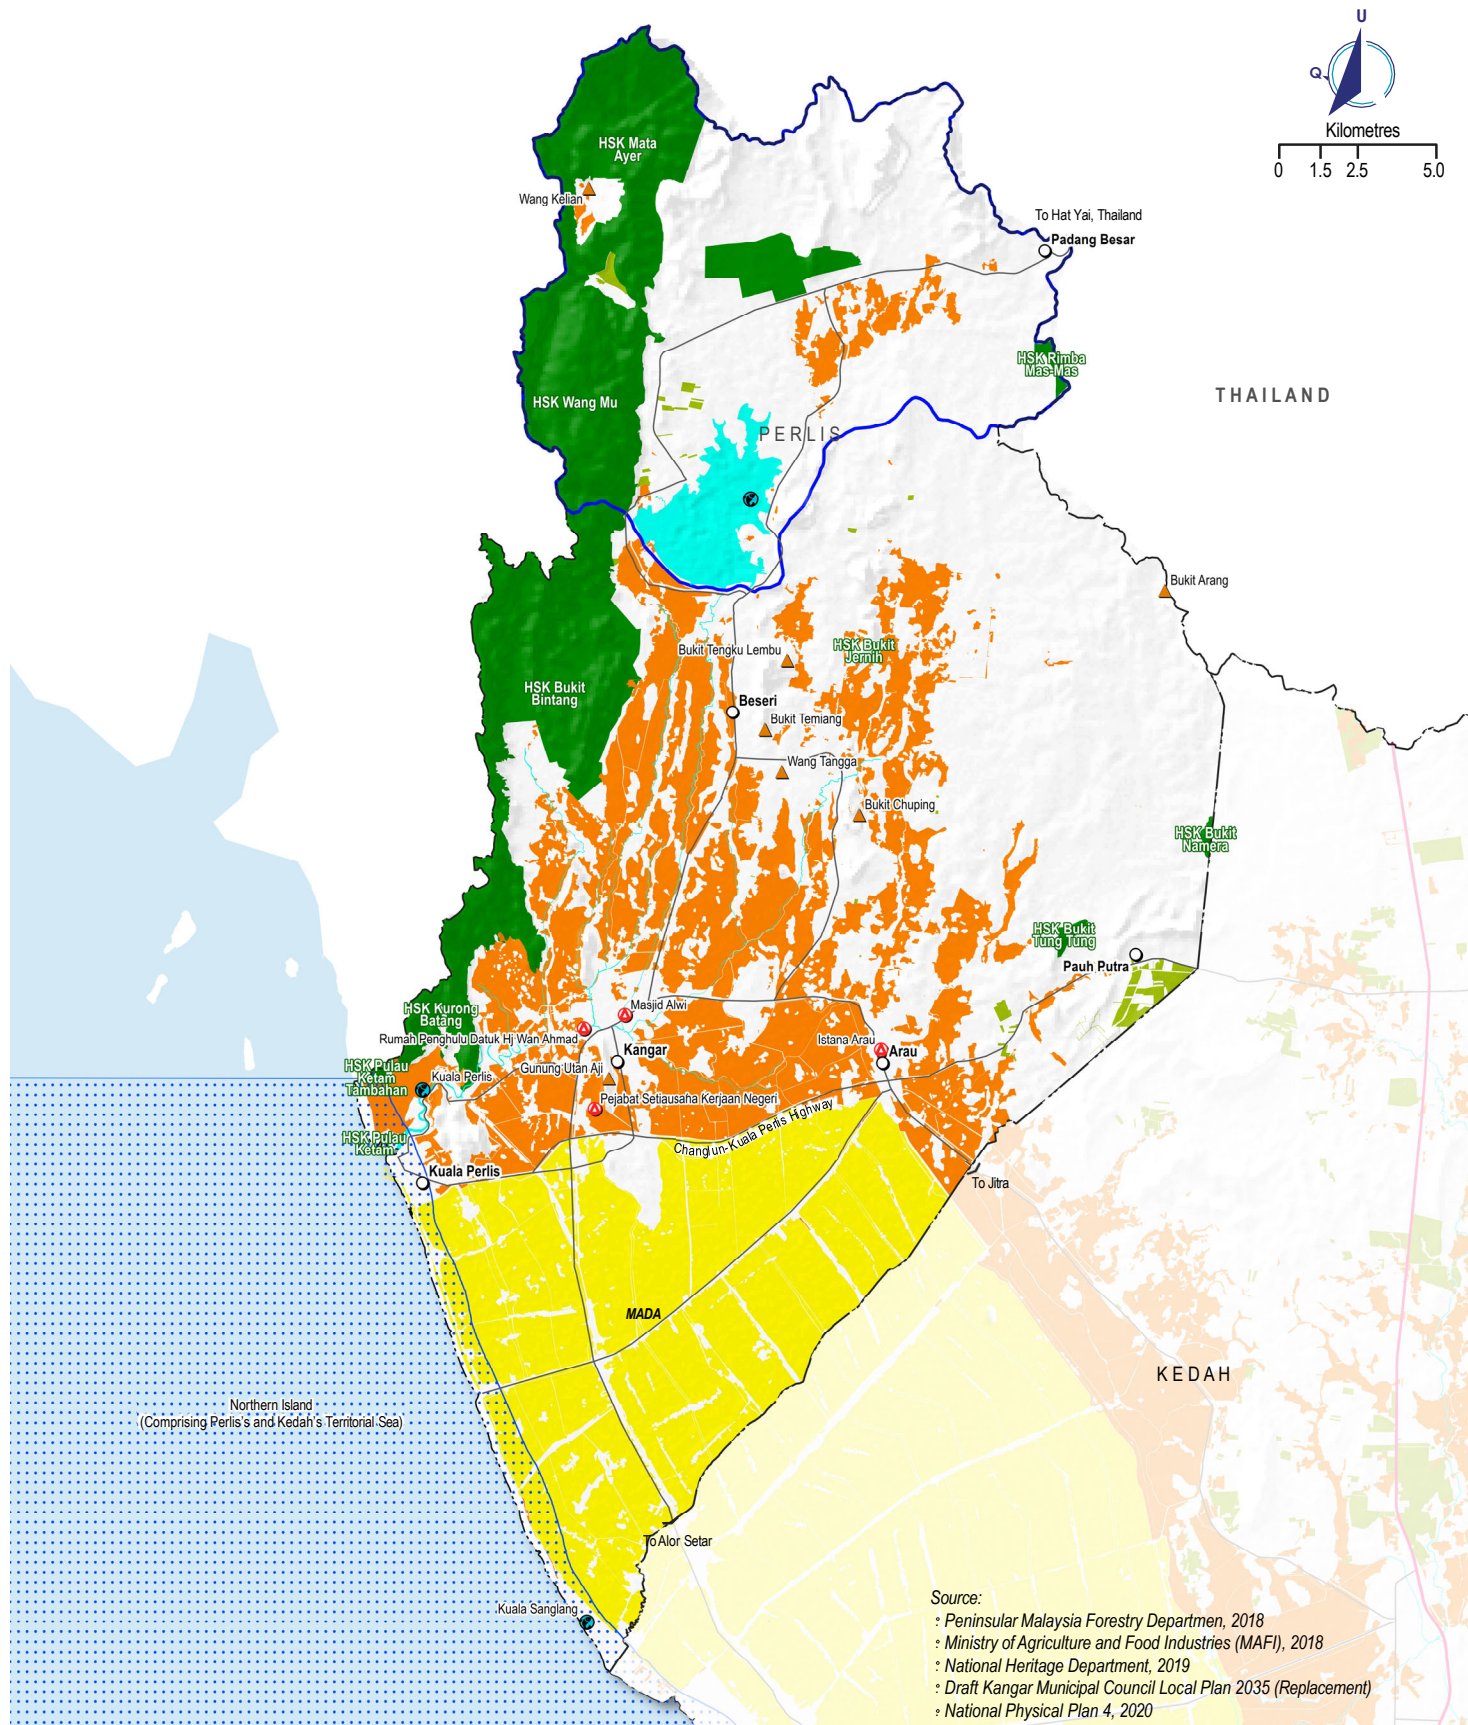 U
Q
Kilometres
0 1.5 2.5 5.0
HSK Mata
Ayer
Wang Kelian
To Hat Yai, Thailand
Padang Besar
HSK Rimba
Mas-Mas
THAILAND
HSK Wang Mu
PERLIS
Bukit Arang
Bukit Tengku Lembu
HSK Bukit
Jernih
HSK Bukit
Bintang
Beseri
Bukit Temiang
Wang Tangga
Bukit Chuping
HSK Bukit
Namera
HSK Bukit
Tung Tung
Pauh Putra
HSK Kurong
Batang
Masjid Alwi
Rumah Penghulu Datuk Hj Wan Ahmad
Istana Arau
Kangar
Arau
HSK Pulau
Ketam
Tambahan
Gunung Utan Aji
Kuala Perlis
Pejabat Setiausaha Kerjaan Negeri
Changlun-Kuala Perlis Highway
HSK Pulau
Ketam
Kuala Perlis
To Jitra
MADA
KEDAH
Northern Island
(Comprising Perlis's and Kedah's Territorial Sea)
To Alor Setar
Kuala Sanglang
Source:
• Peninsular Malaysia Forestry Departmen, 2018
• Ministry of Agriculture and Food Industries (MAFI), 2018
• National Heritage Department, 2019
• Draft Kangar Municipal Council Local Plan 2035 (Replacement)
• National Physical Plan 4, 2020